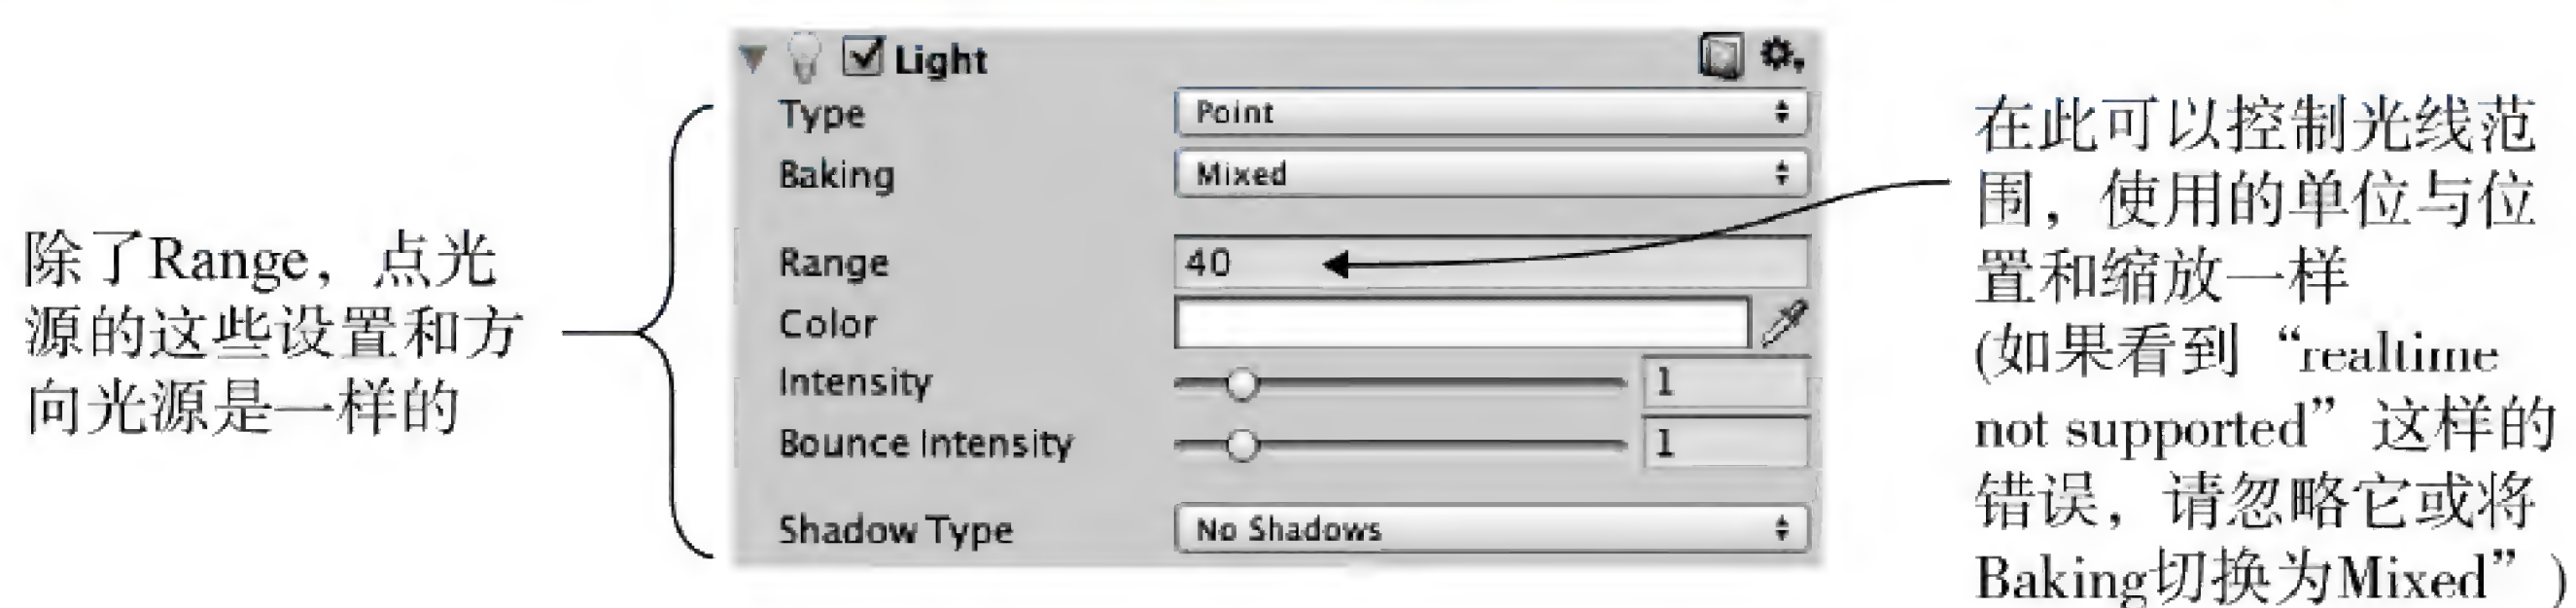 除了Range，点光
源的这些设置和方
向光源是一样的
Light
Type Point
Baking Mixed
Range 40
Color
Intensity 1
Bounce Intensity 1
Shadow Type No Shadows
在此可以控制光线范
围，使用的单位与位
置和缩放一样
(如果看到“realtime
not supported”这样的
错误，请忽略它或将
Baking切换为Mixed”)